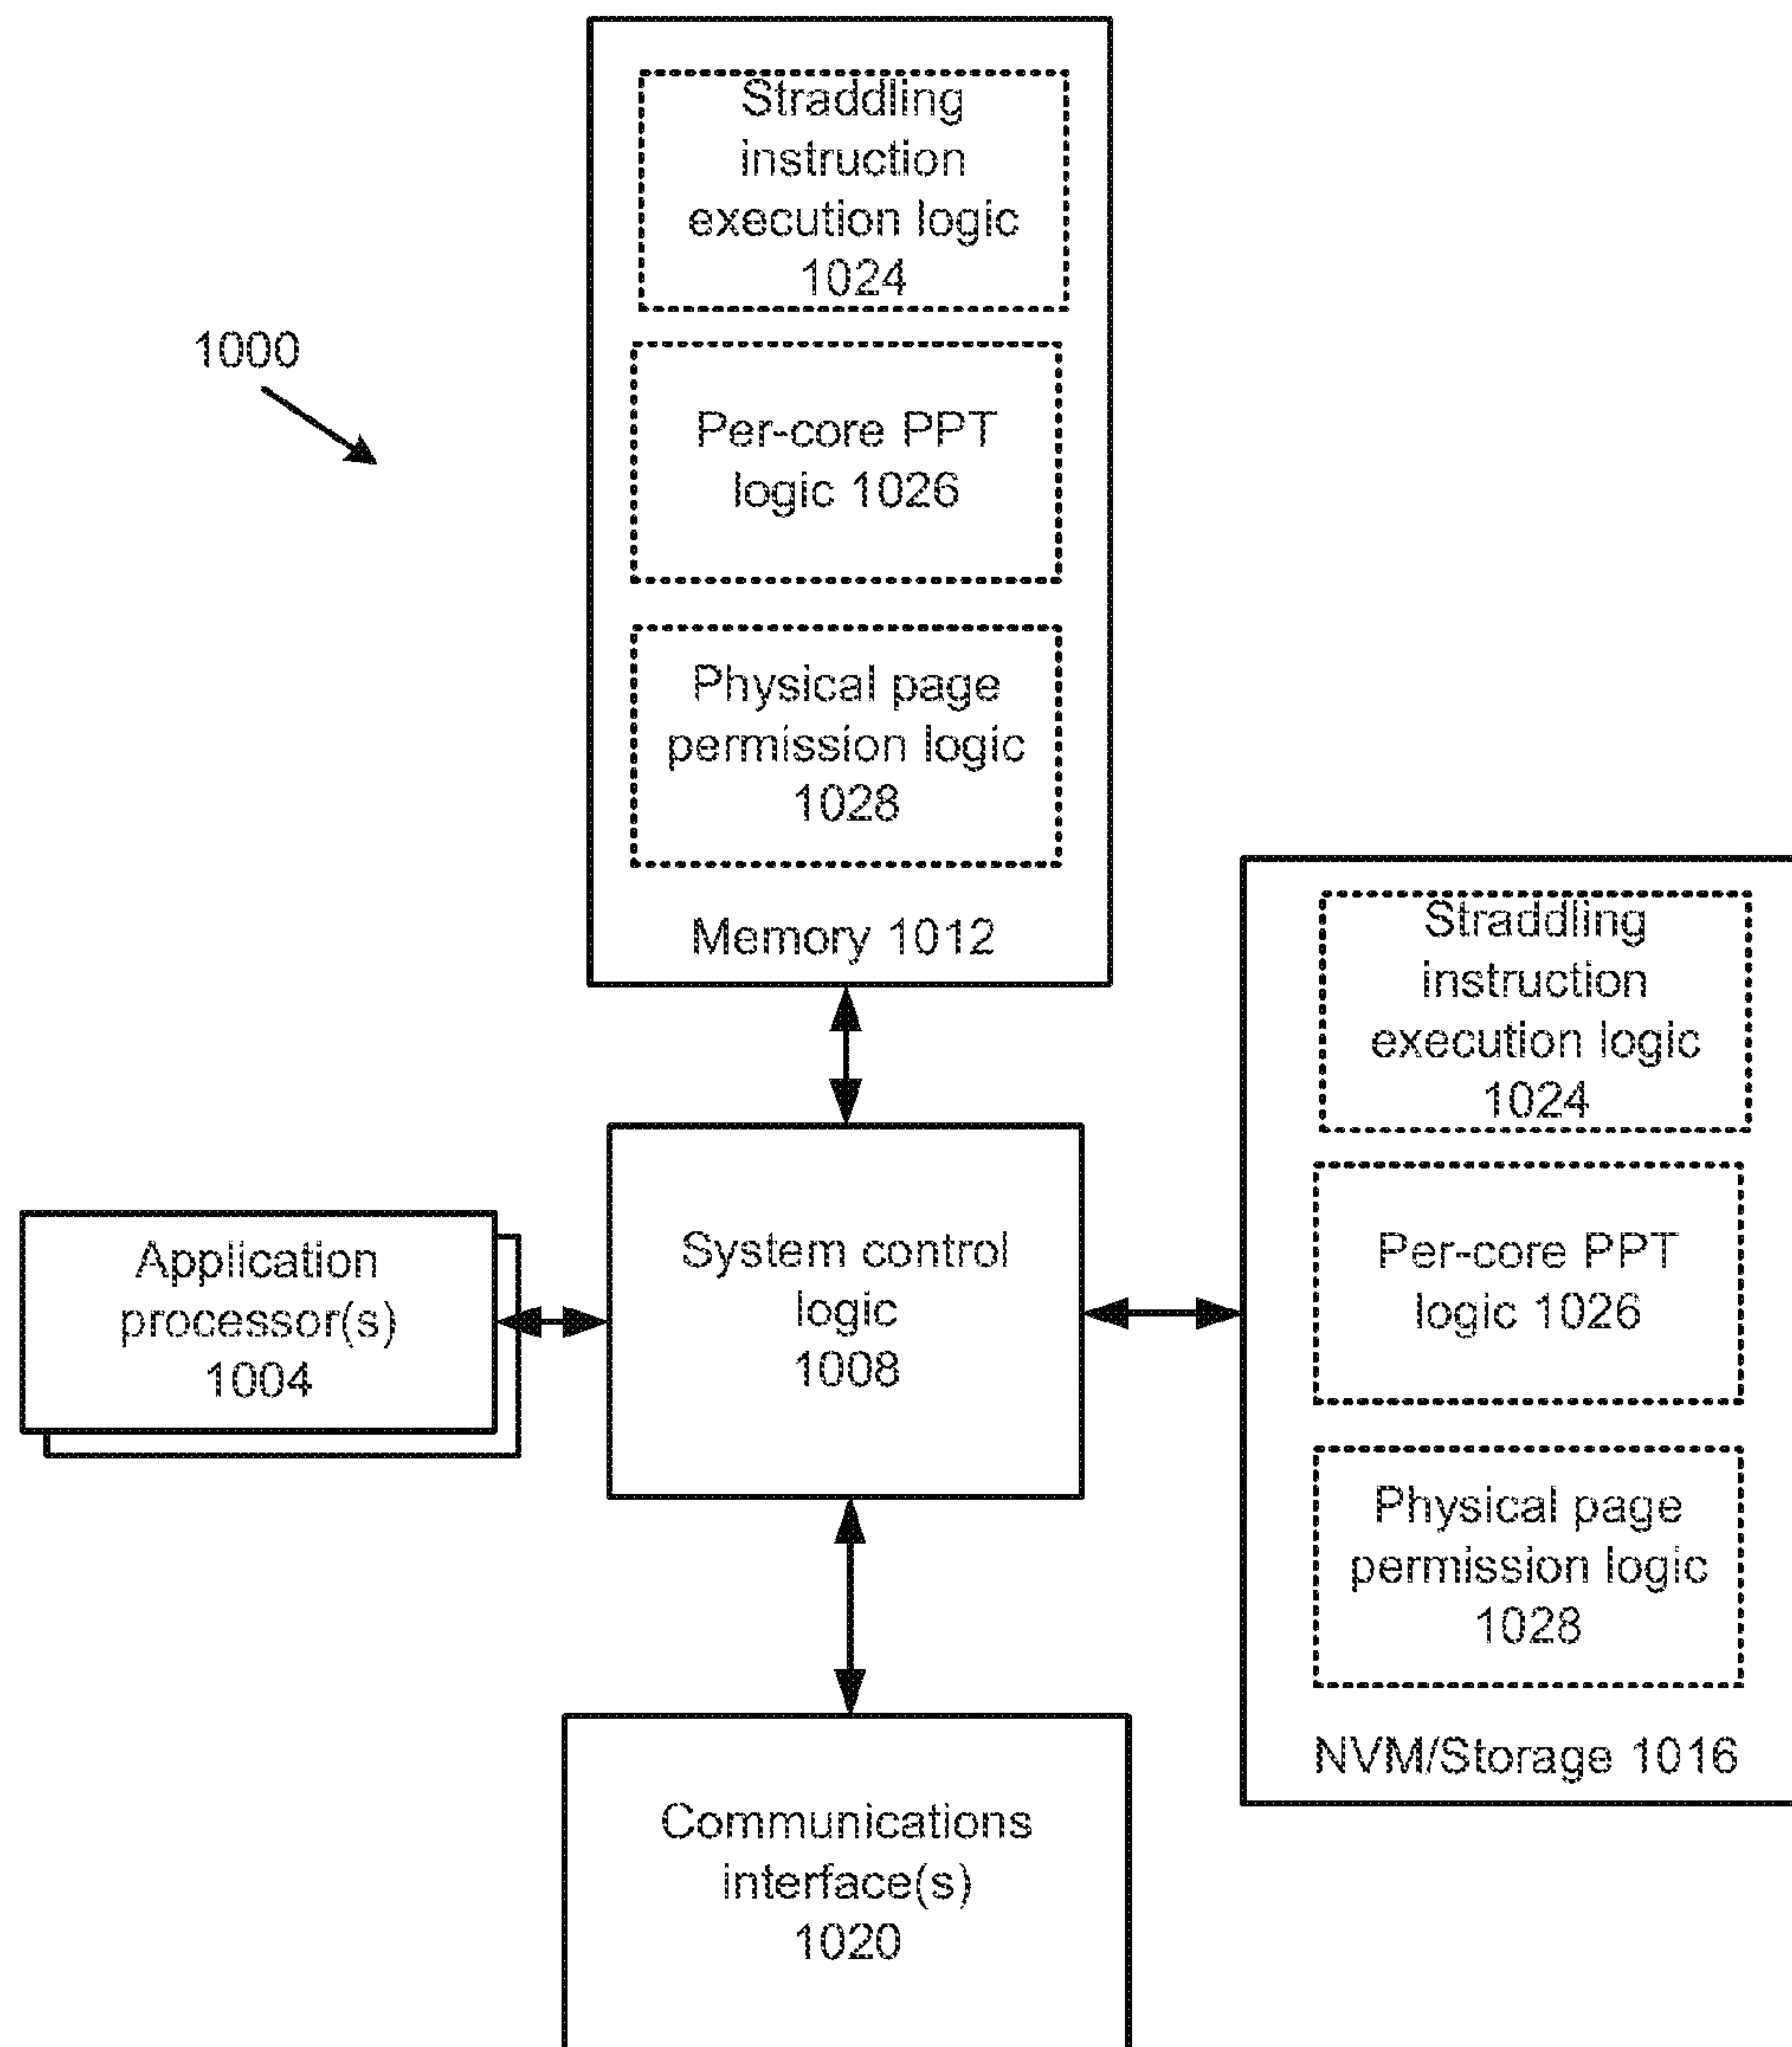 Straddling
instruction
execution logic
1024
1000
Per-core PPT
logic 1026
Physical page
permission logic
1028
Memory 1012
Straddling
instruction
execution logic
1024
Per-core PPT
logic 1026
Physical page
permission logic
1028
NVM/Storage 1016
Application
processor(s)
1004
System control
logic
1008
Communications
interface(s)
1020